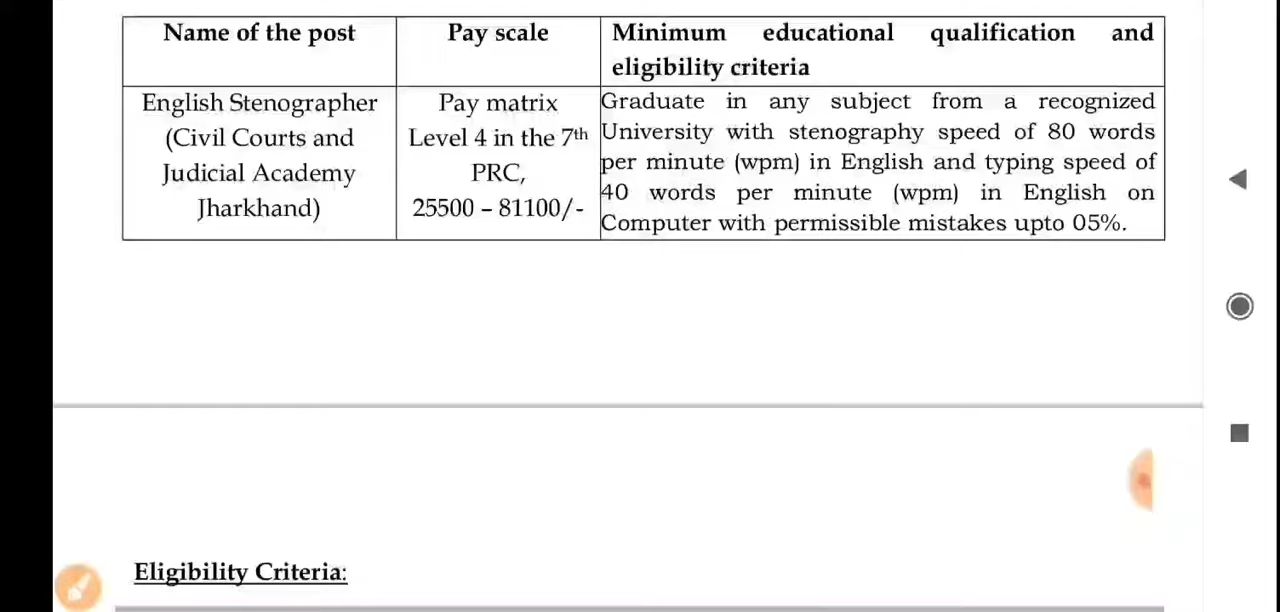 Name of the post
Pay scale
Minimum educational qualification and
eligibility criteria
English Stenographer
(Civil Courts and
Judicial Academy
Jharkhand)
Pay matrix
Level 4 in the 7th
PRC,
25500 – 81100/-
Graduate in any subject from a recognized
University with stenography speed of 80 words
per minute (wpm) in English and typing speed of
40 words per minute (wpm) in English on
Computer with permissible mistakes upto 05%.
Eligibility Criteria: